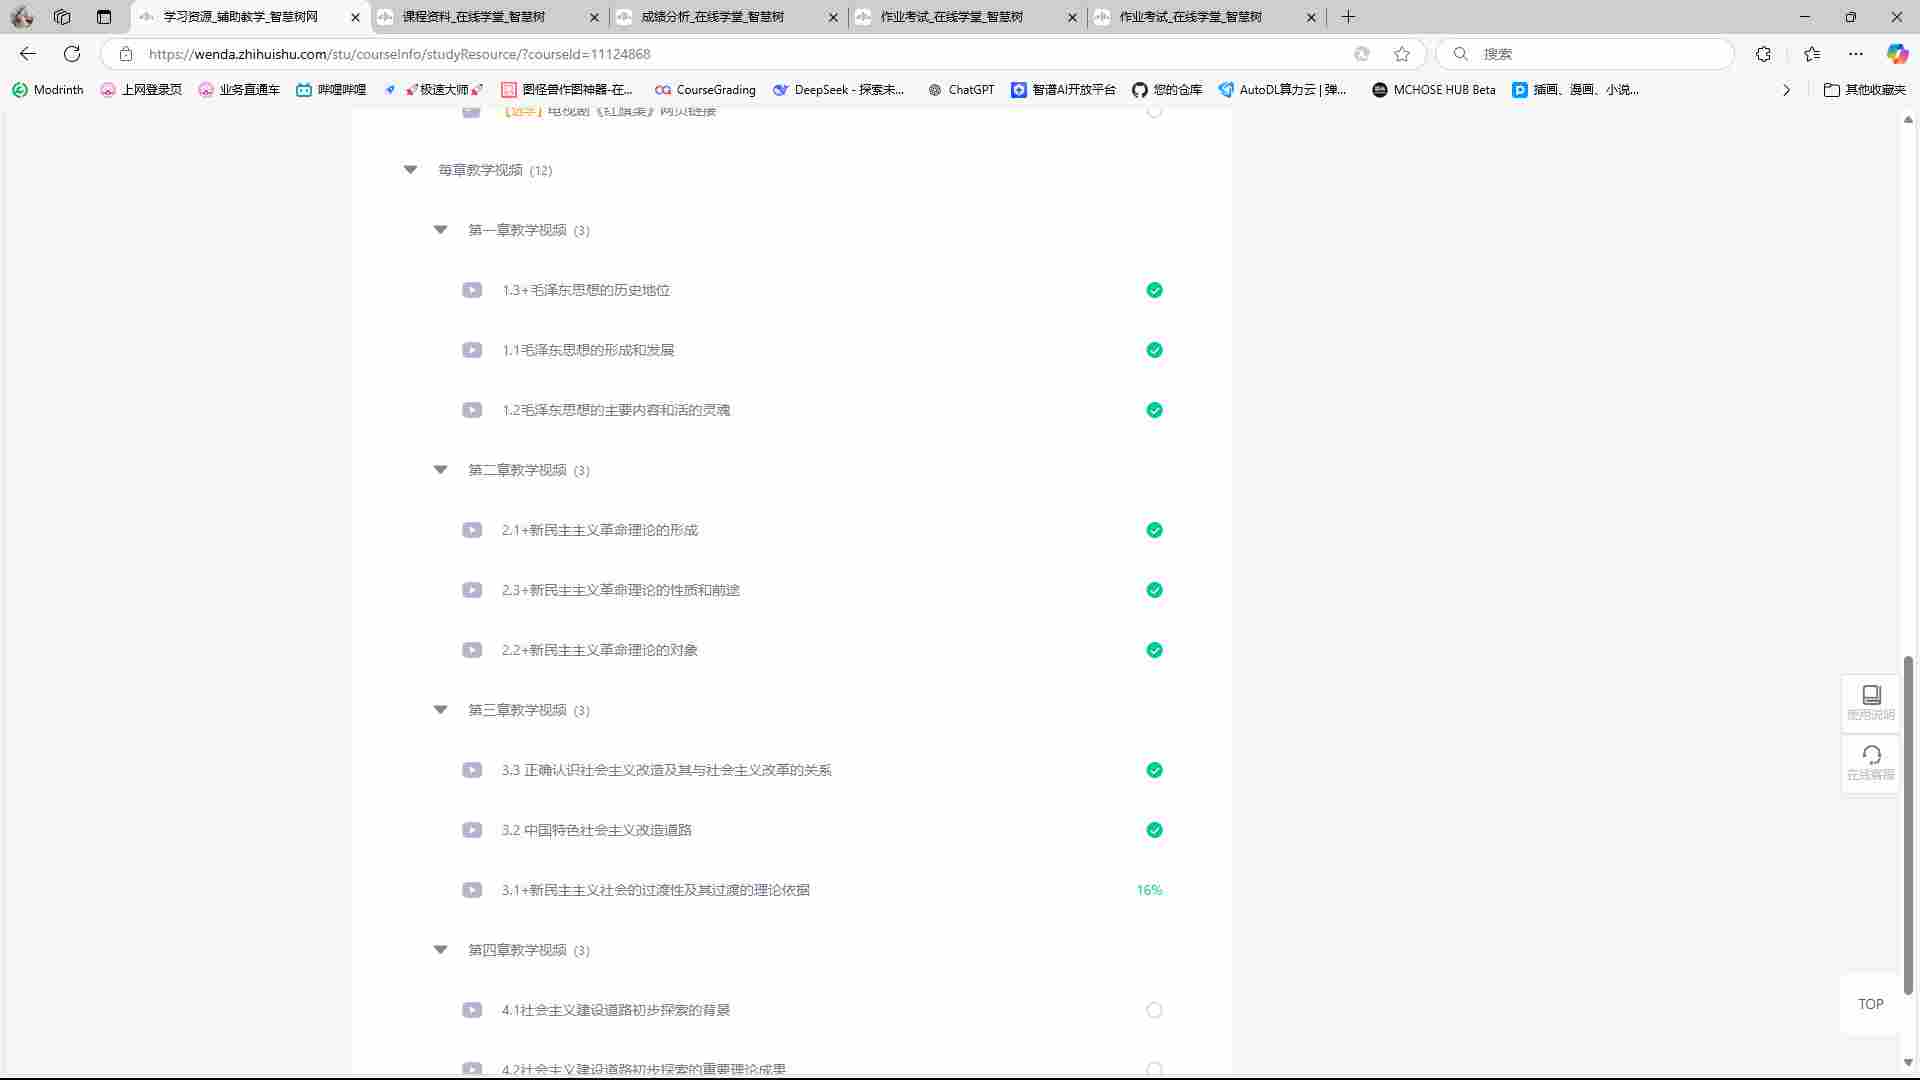 学习资源_辅助教学_智慧树网
课程资料_在线学堂_智慧树
成绩分析_在线学堂_智慧树
作业考试_在线学堂_智慧树
作业考试_在线学堂_智慧树
https://wenda.zhihuishu.com/stu/courseInfo/studyResource/?courseId=11124868
搜索
Modrinth
上网登录页
业务直通车
哔哩哔哩
🚀极速大师🚀
图怪兽作图神器-在...
CourseGrading
DeepSeek - 探索未...
ChatGPT
智谱AI开放平台
您的仓库
AutoDL算力云 | 弹...
MCHOSE HUB Beta
插画、漫画、小说...
其他收藏夹
【选学】电视剧《红旗渠》网页链接
每章教学视频 (12)
第一章教学视频 (3)
1.3+毛泽东思想的历史地位
1.1毛泽东思想的形成和发展
1.2毛泽东思想的主要内容和活的灵魂
第二章教学视频 (3)
2.1+新民主主义革命理论的形成
2.3+新民主主义革命理论的性质和前途
2.2+新民主主义革命理论的对象
第三章教学视频 (3)
3.3 正确认识社会主义改造及其与社会主义改革的关系
3.2 中国特色社会主义改造道路
3.1+新民主主义社会的过渡性及其过渡的理论依据
16%
第四章教学视频 (3)
4.1社会主义建设道路初步探索的背景
4.2社会主义建设道路初步探索的重要理论成果
使用说明
在线客服
TOP